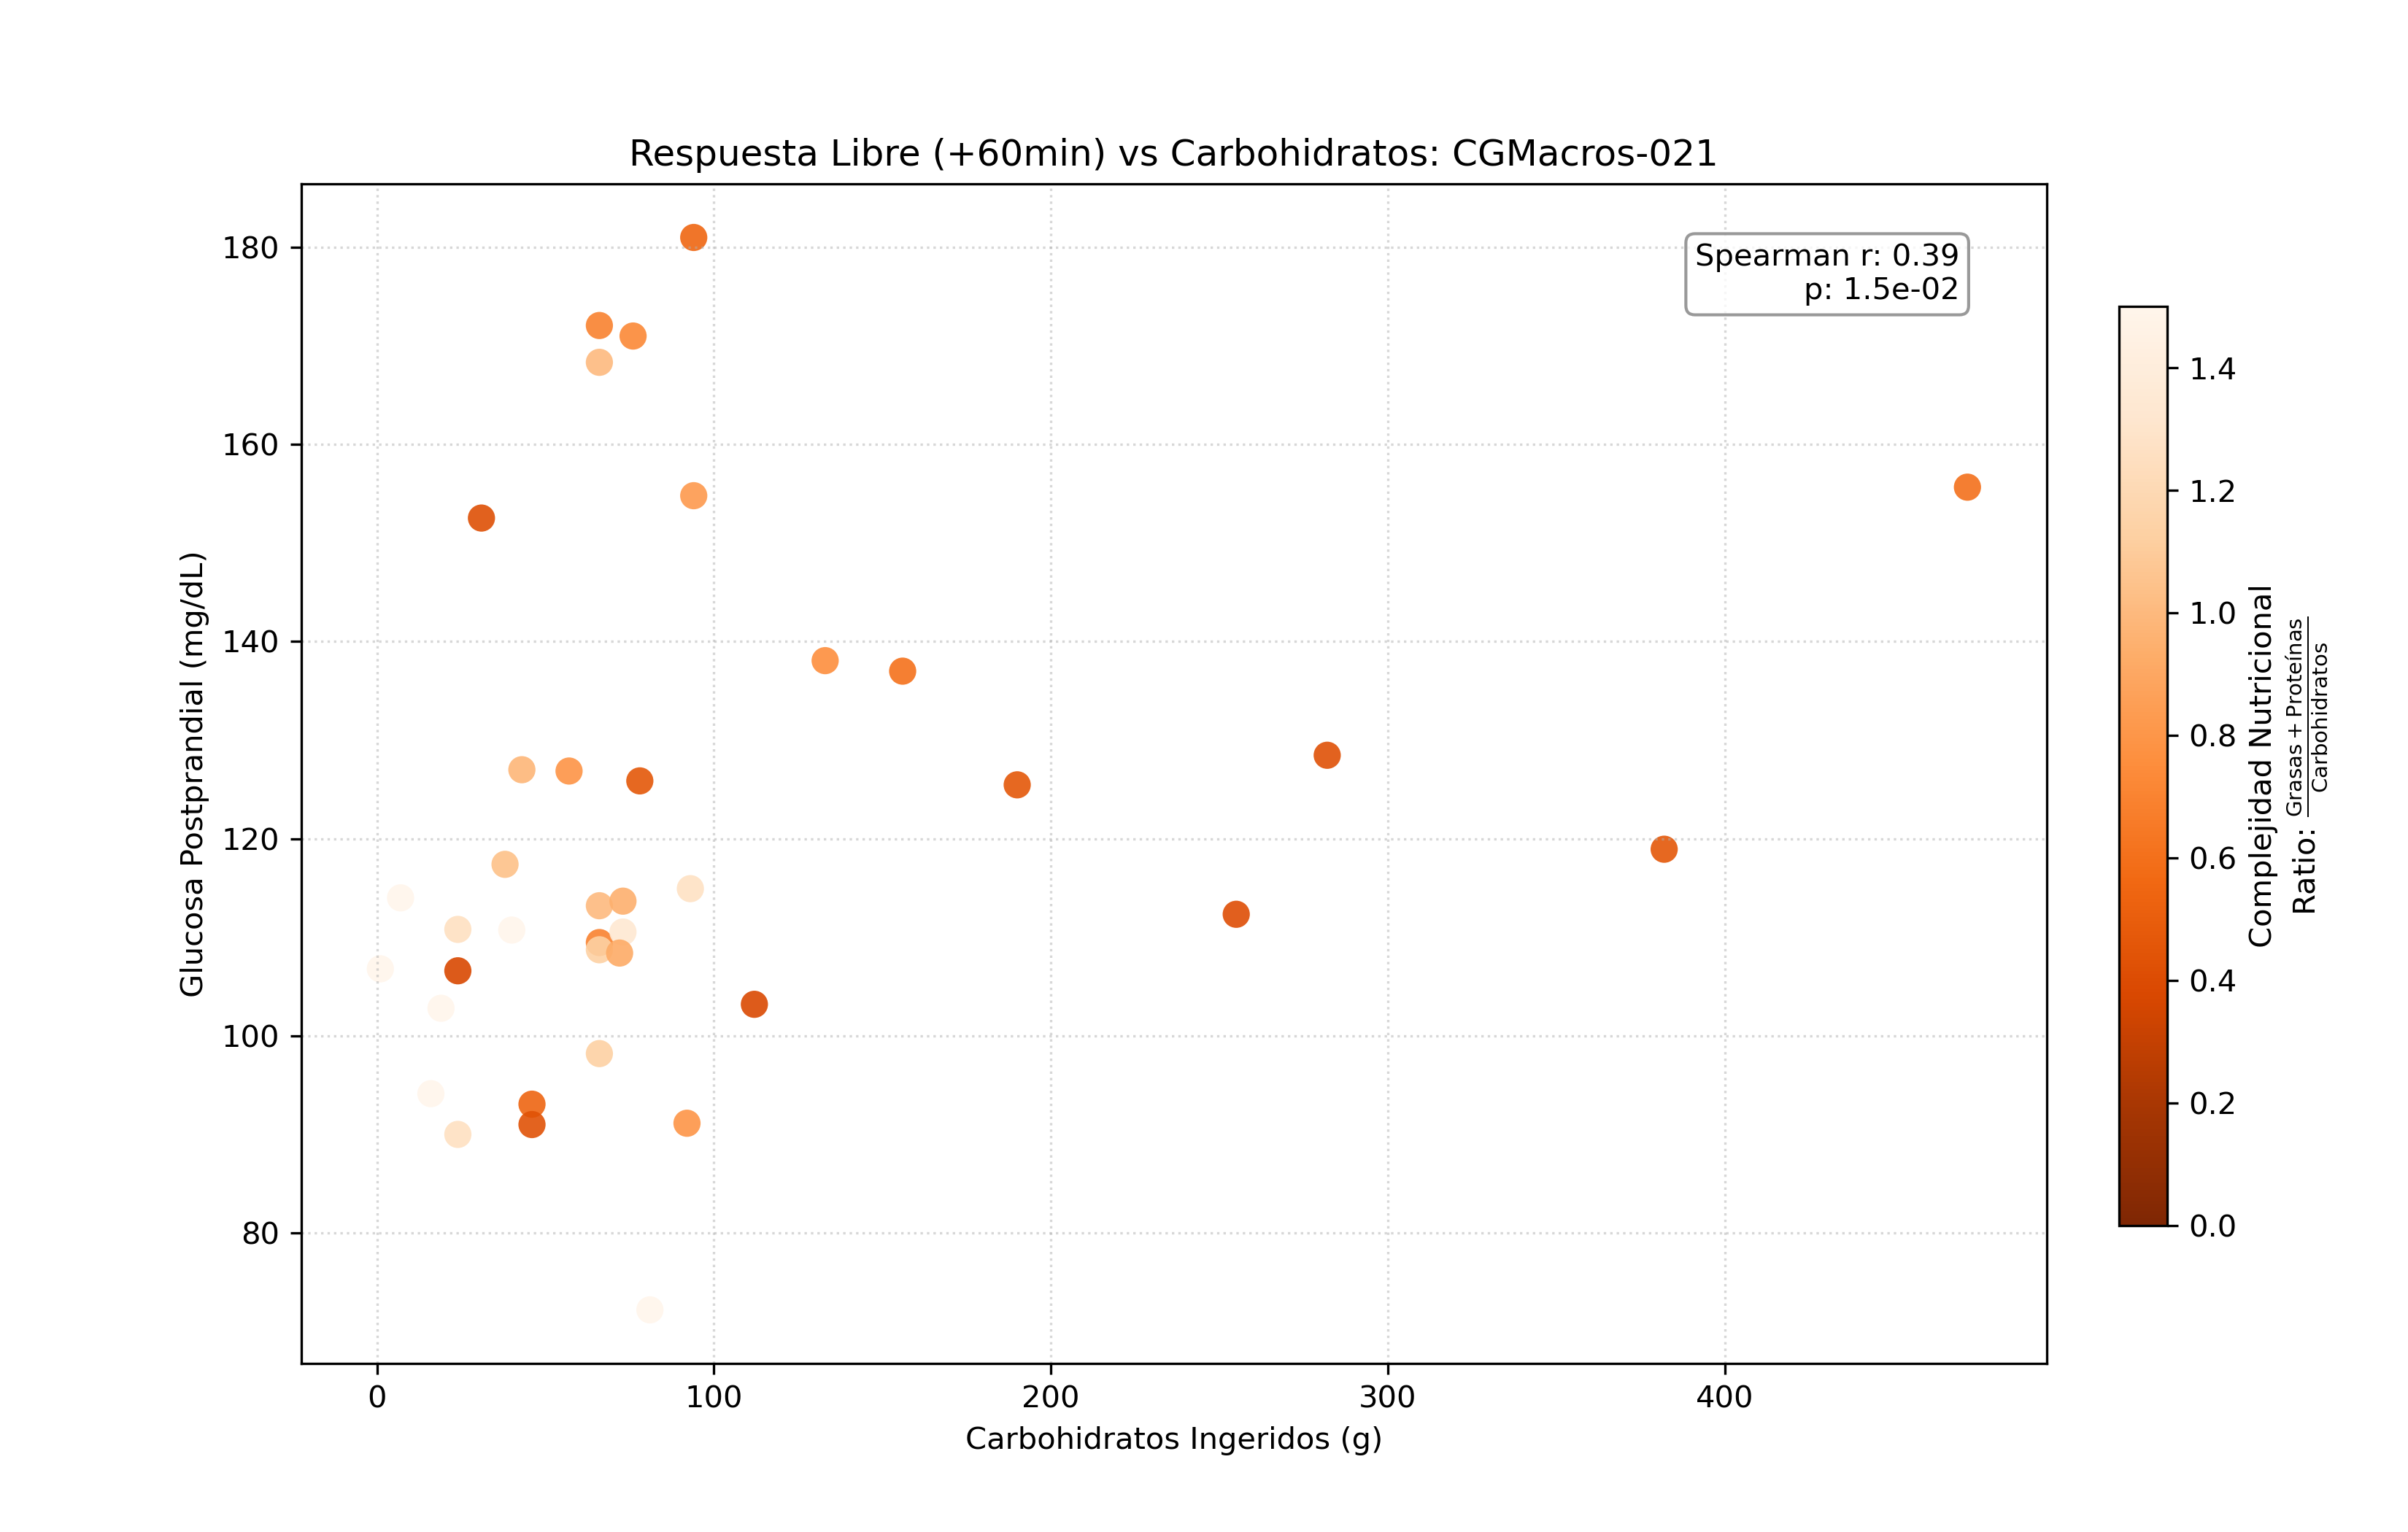 Respuesta Libre (+60min) vs Carbohidratos: CGMacros-021
Spearman r: 0.39
p: 1.5e-02
180
160
140
120
100
80
Glucosa Postprandial (mg/dL)
0
100
200
300
400
Carbohidratos Ingeridos (g)
1.4
1.2
1.0
0.8
0.6
0.4
0.2
0.0
Complejidad Nutricional
Ratio: Grasas + Proteínas
Carbohidratos